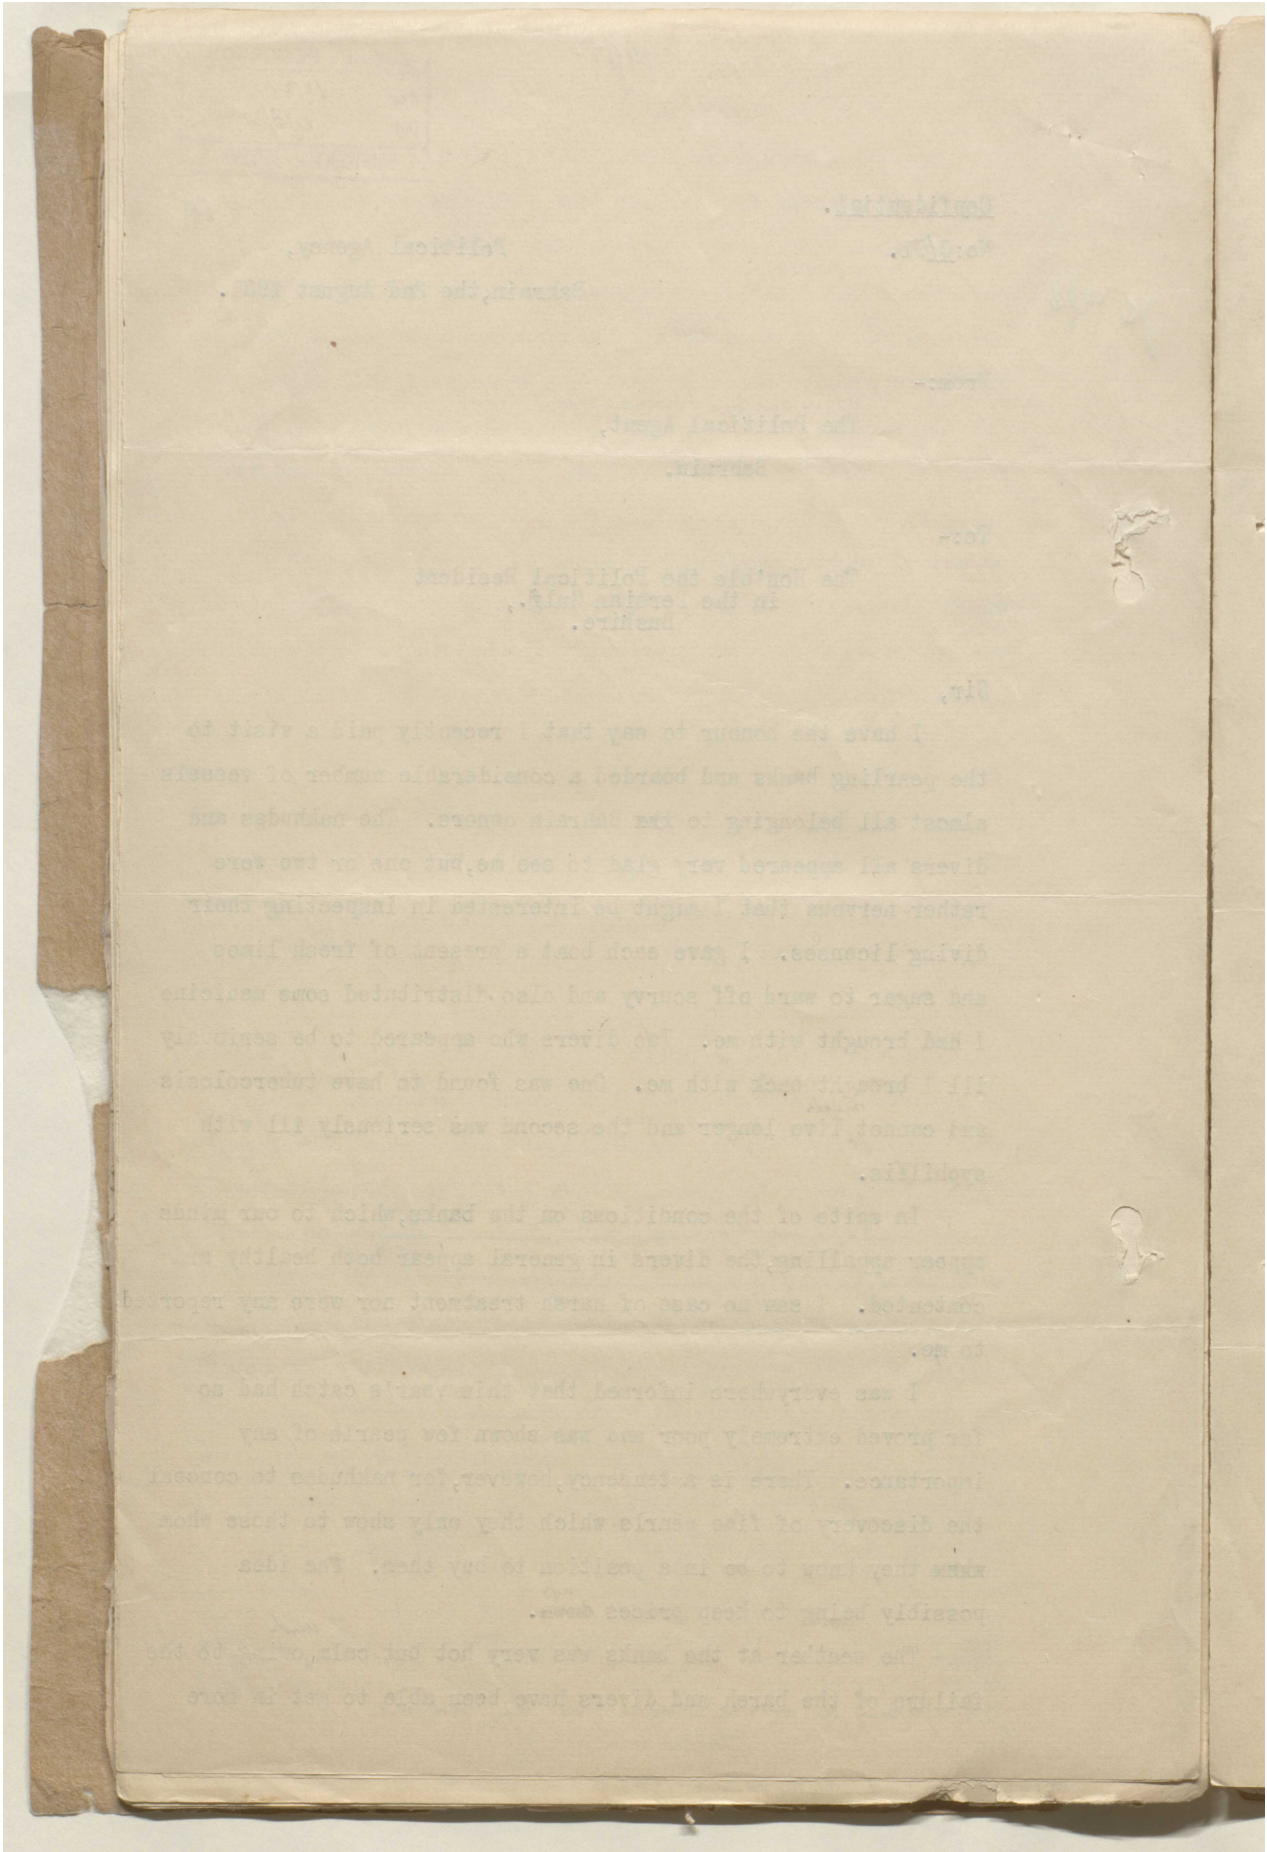 Confidential.
No:
Political Agency,
Bahrain,the 2nd August 19
From:-
The Political Agent,
Bahrain.
To:-
The Hon'ble the Political Resident
in the Persian Gulf.,
Bushire.
Sir,
I have the honour to say that I recently paid a visit to
the pearling banks and boarded a considerable number of vessels
almost all belonging to the Bahrain owners. The nakhudas and
divers all appeared very glad to see me,but one or two were
rather nervous that I might be interested in inspecting their
diving licenses. I gave each boat a present of fresh limes
and sugar to ward off scurvy and also distributed some medicine
I had brought with me. Two divers who appeared to be seriously
ill I brought back with me. One was found to have tuberculosis
and cannot live longer and the second was seriously ill with
syphilis.
In spite of the conditions on the banks,which to our minds
appear appalling,the divers in general appear both healthy
contented. I saw no case of harsh treatment nor were any reported
to me.
I was everywhere informed that this year's catch had so
far proved extremely poor and was shown few pearls of any
importance. There is a tendency,however,for nakhudas to conceal
the discovery of fine pearls which they only show to those whom
they know to be in a position to buy them. The idea
possibly being to keep prices down.
The weather at the banks was very hot but calm owing to the
failure of the bareh and divers have been able to get in more